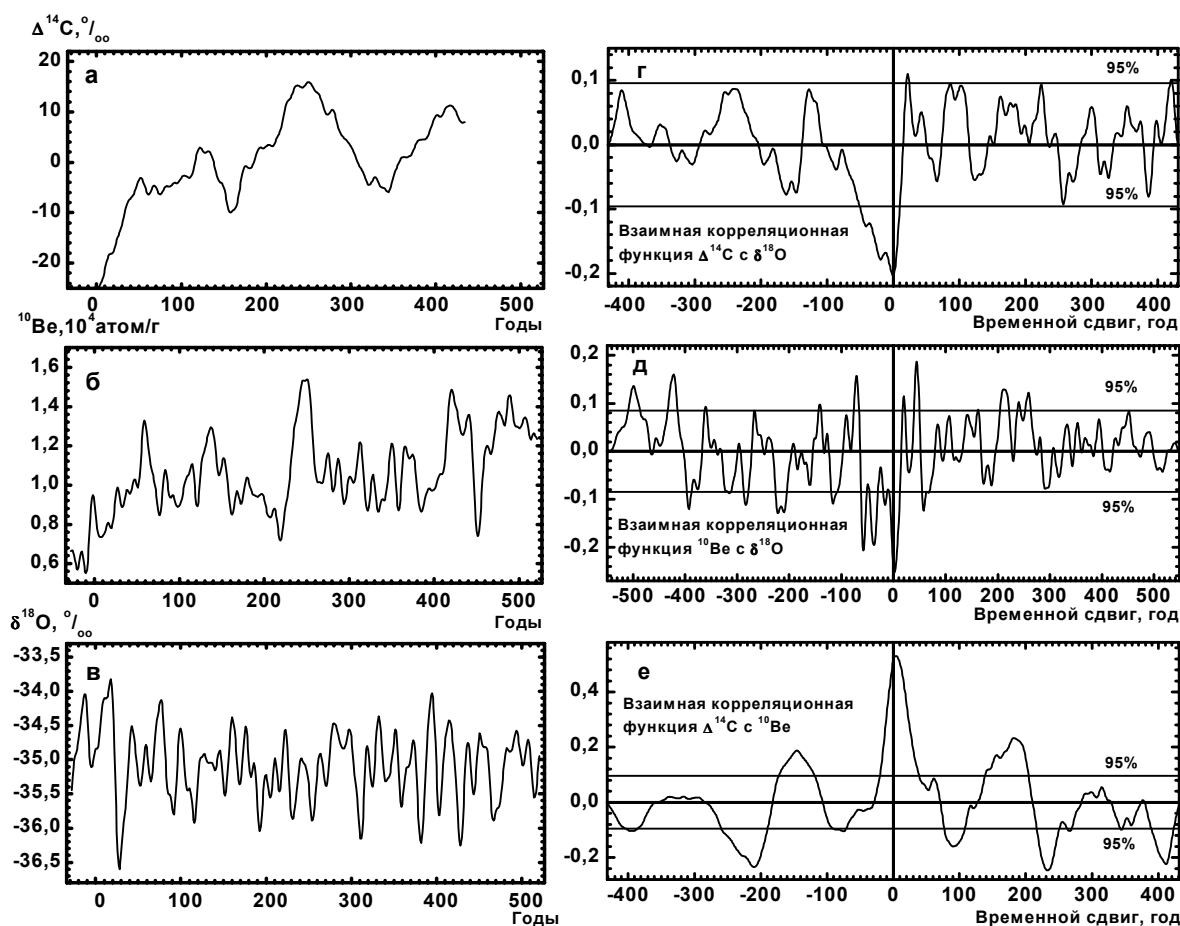 Δ¹⁴C,º/ₒₒ
20
10
0
-10
-20
а
0 100 200 300 400 500
Годы
¹⁰Be,10⁴атом/г
1,6
1,4
1,2
1,0
0,8
0,6
б
0 100 200 300 400 500
Годы
δ¹⁸O, º/ₒₒ
-33,5
-34,0
-34,5
-35,0
-35,5
-36,0
-36,5
в
0 100 200 300 400 500
Годы
г
95%
0,1
0,0
-0,1
-0,2
95%
Взаимная корреляционная
функция Δ¹⁴C с δ¹⁸O
-400 -300 -200 -100 0 100 200 300 400
Временной сдвиг, год
д
95%
0,2
0,1
0,0
-0,1
-0,2
95%
Взаимная корреляционная
функция ¹⁰Be с δ¹⁸O
-500 -400 -300 -200 -100 0 100 200 300 400 500
Временной сдвиг, год
е
Взаимная корреляционная
функция Δ¹⁴C с ¹⁰Be
0,4
0,2
0,0
-0,2
95%
95%
-400 -300 -200 -100 0 100 200 300 400
Временной сдвиг, год